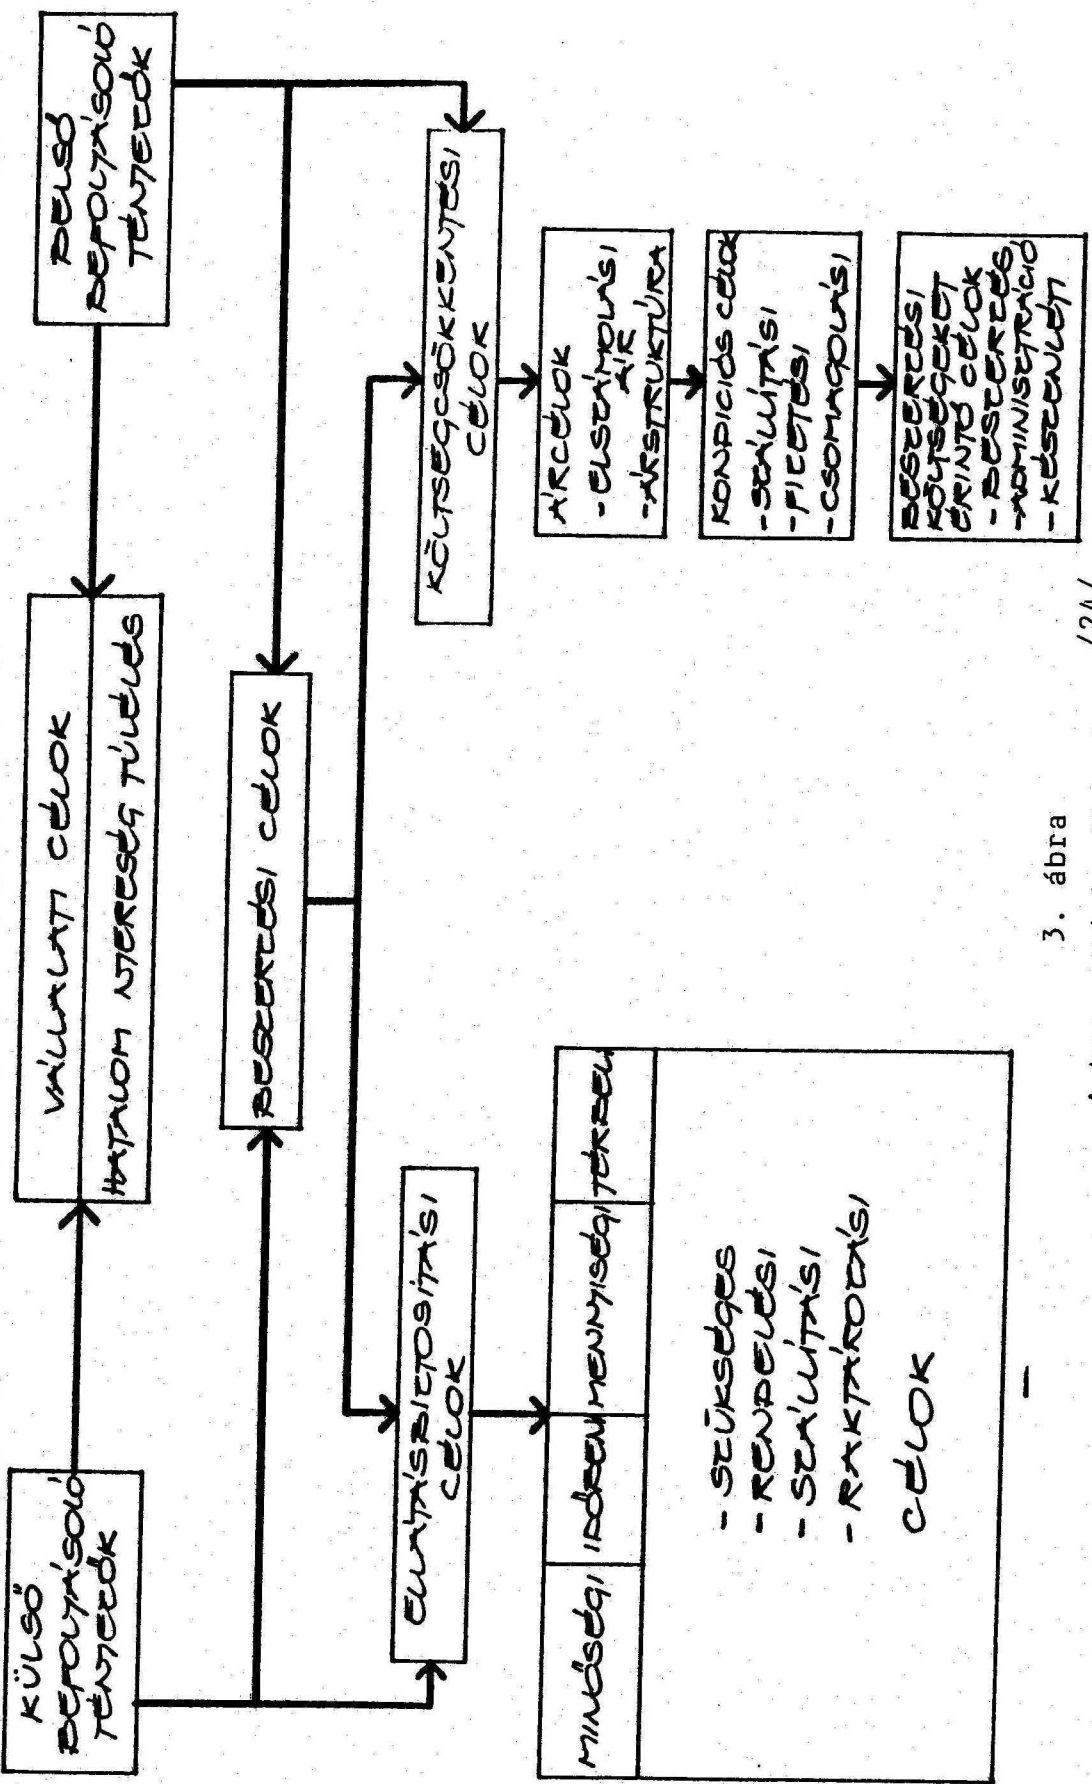 KÜLSŐ
BEFOLYÁSOLÓ
TÉNYEZŐK
VÁLLALATI CÉLOK
HATALOM NYERESÉG TÚLÉLÉS
BELSŐ
BEFOLYÁSOLÓ
TÉNYEZŐK
BESZERZÉSI CÉLOK
ELLÁTÁSBIZTOSÍTÁSI
CÉLOK
KÖLTSÉGCSÖKKENTÉSI
CÉLOK
MINŐSÉGI IDŐBENI MENNYISÉGI TÉRBELI
- SZÜKSÉGES
- RENDELÉSI
- SZÁLLÍTÁSI
- RAKTÁROZÁSI
CÉLOK
ÁRCÉLOK
- ELSZÁMOLÁSI
ÁR
- ÁRSTRUKTÚRA
KONDICIÓS CÉLOK
- SZÁLLÍTÁSI
- FIZETÉSI
- CSOMAGOLÁSI
BESZERZÉSI
KÖLTSÉGEKET
ÉRINTŐ CÉLOK
- BESZERZÉS
- ADMINISZTRÁCIÓ
- KÉSZENLÉTI
3. ábra